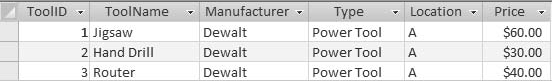 ToolID ToolName Manufacturer Type Location Price
1 Jigsaw Dewalt Power Tool A $60.00
2 Hand Drill Dewalt Power Tool A $30.00
3 Router Dewalt Power Tool A $40.00